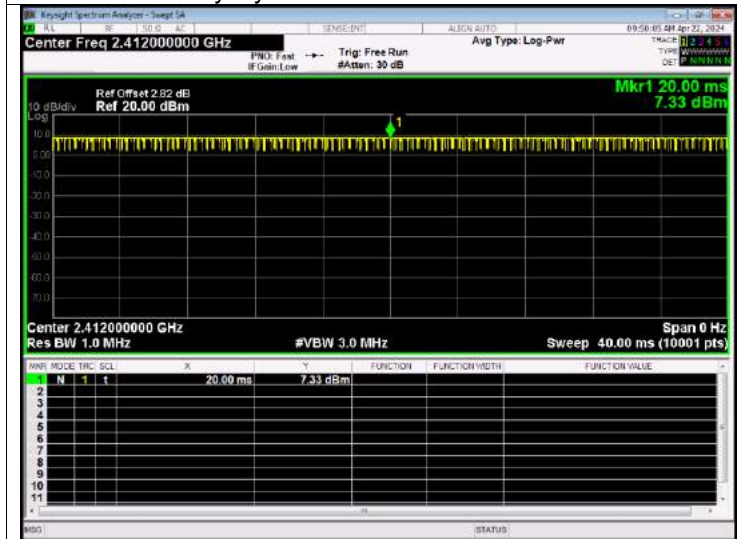 Keysight Spectrum Analyzer - Swept SA
RL RF 50 Ω AC SENSE:INT ALIGN AUTO 09:50:05 AM Apr 22, 2024
Center Freq 2.412000000 GHz Avg Type: Log-Pwr TRACE 1 2 3 4 5 6
PNO: Fast Trig: Free Run TYPE WWWWWW
IFGain:Low #Atten: 30 dB DET P NNNNN
Ref Offset 2.82 dB Mkr1 20.00 ms
10 dB/div Ref 20.00 dBm 7.33 dBm
Log
1
10.0
0.00
-10.0
-20.0
-30.0
-40.0
-50.0
-60.0
-70.0
Center 2.412000000 GHz Span 0 Hz
Res BW 1.0 MHz #VBW 3.0 MHz Sweep 40.00 ms (10001 pts)
MKR MODE TRC SCL X Y FUNCTION FUNCTION WIDTH FUNCTION VALUE
1 N 1 t 20.00 ms 7.33 dBm
2
3
4
5
6
7
8
9
10
11
MSG STATUS